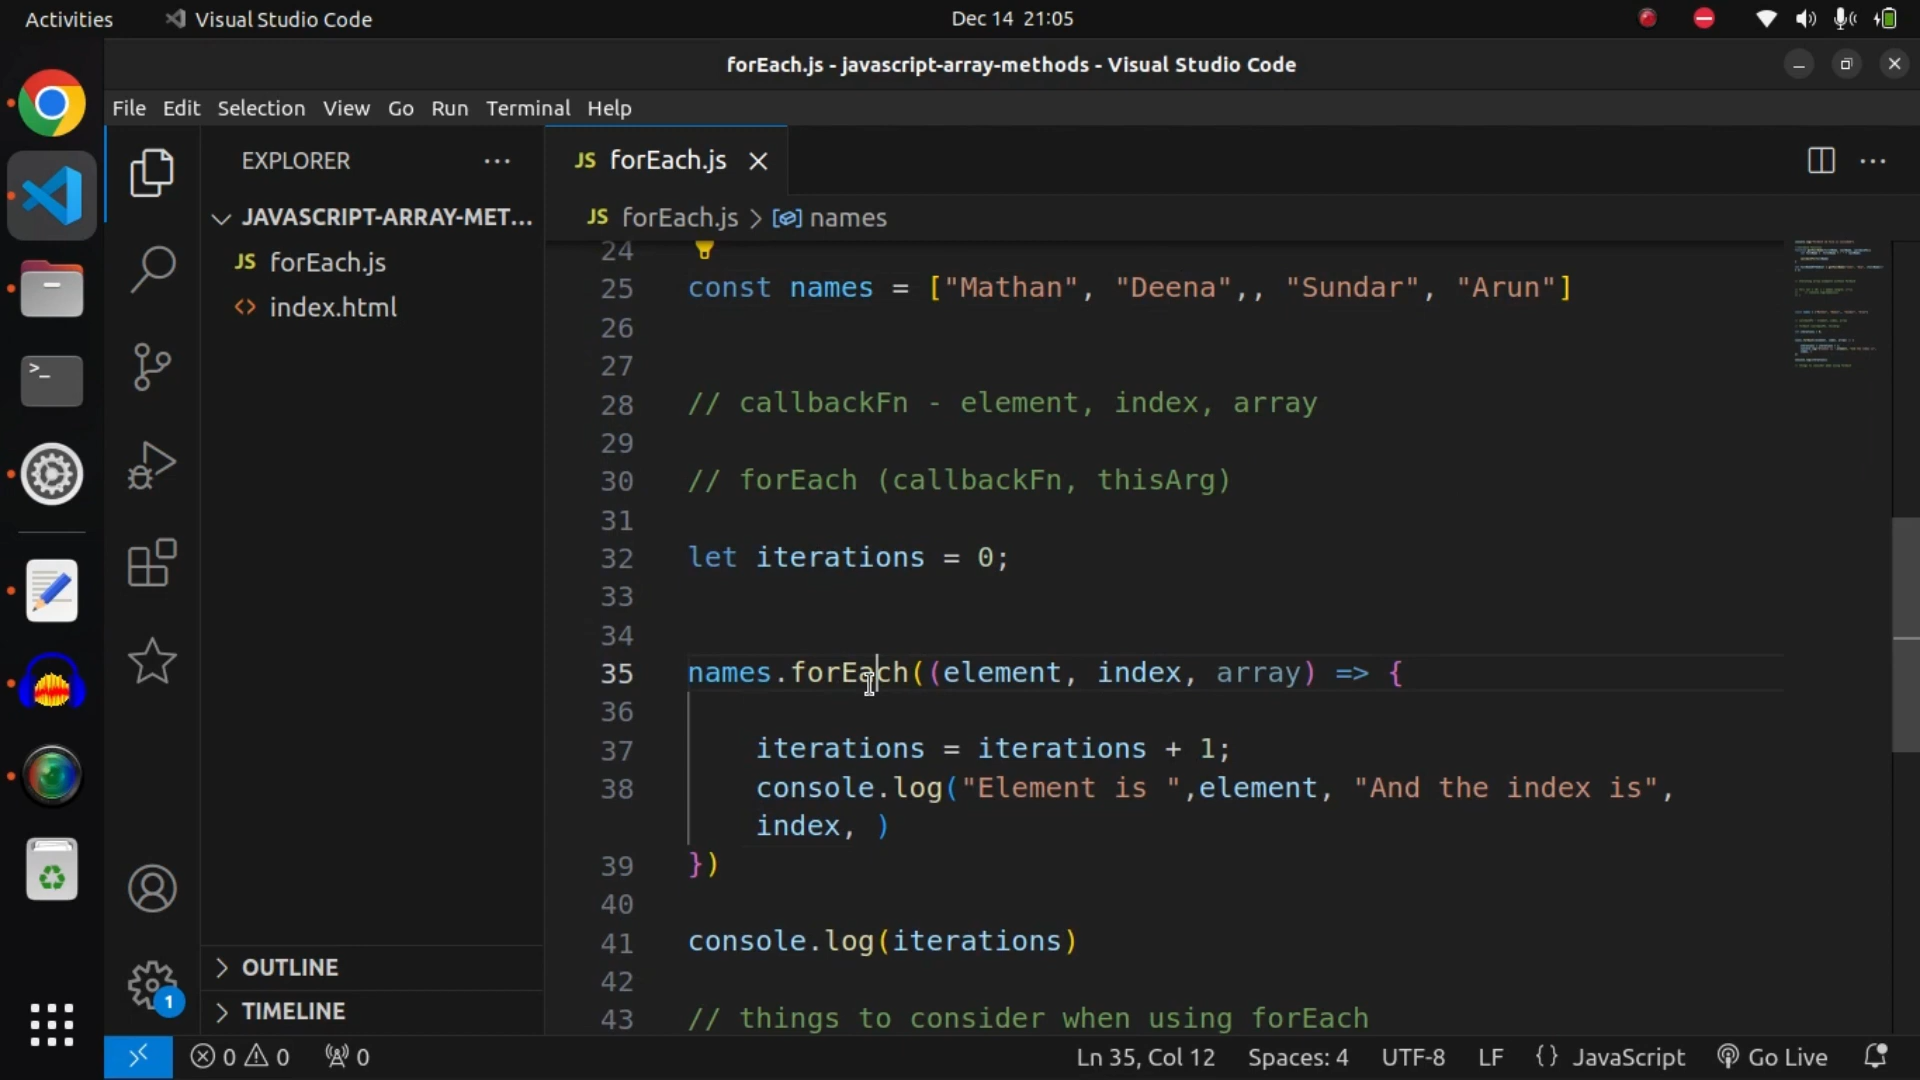 Activities
Visual Studio Code
Dec 14 21:05
forEach.js - javascript-array-methods - Visual Studio Code
File Edit Selection View Go Run Terminal Help
EXPLORER
JAVASCRIPT-ARRAY-MET...
JS forEach.js
<> index.html
OUTLINE
TIMELINE
JS forEach.js
JS forEach.js > names
24
25 const names = ["Mathan", "Deena",, "Sundar", "Arun"]
26
27
28 // callbackFn - element, index, array
29
30 // forEach (callbackFn, thisArg)
31
32 let iterations = 0;
33
34
35 names.forEach((element, index, array) => {
36
37 iterations = iterations + 1;
38 console.log("Element is ",element, "And the index is",
index, )
39 })
40
41 console.log(iterations)
42
43 // things to consider when using forEach
1
0 0 0
Ln 35, Col 12 Spaces: 4 UTF-8 LF {} JavaScript Go Live